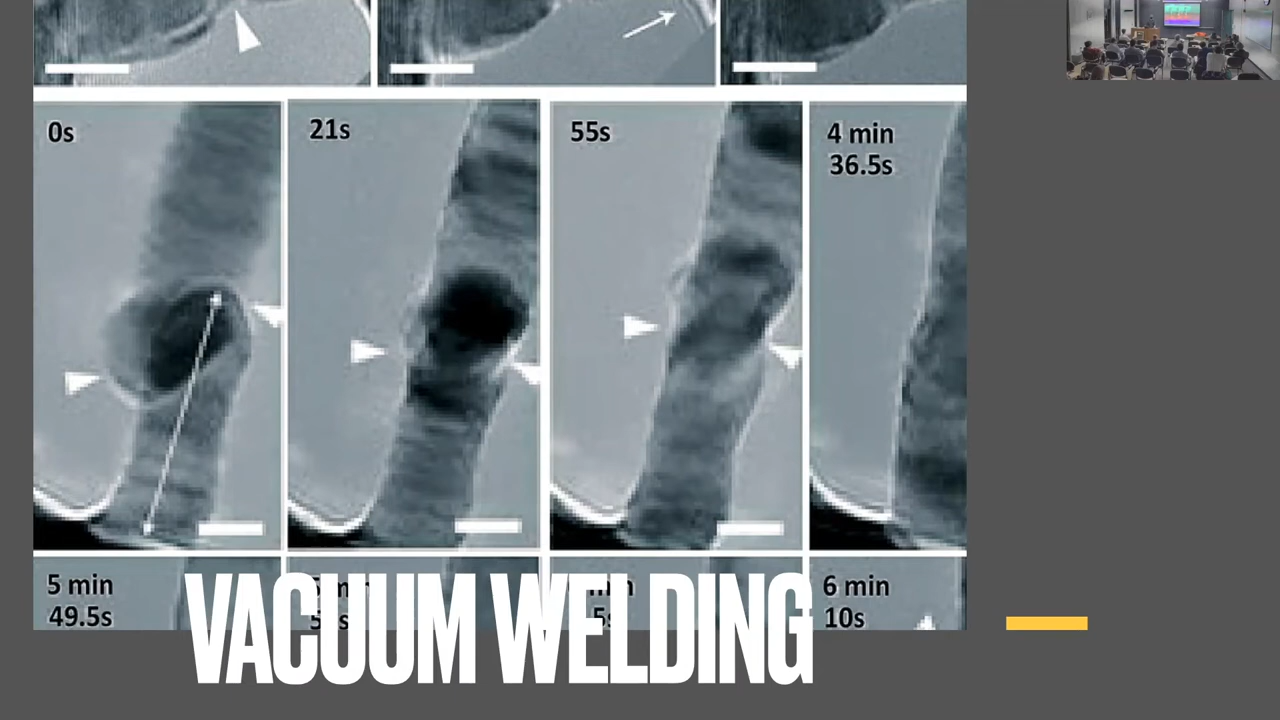 0s
21s
55s
4 min
36.5s
5 min
49.5s
6 min
10s
VACUUM WELDING